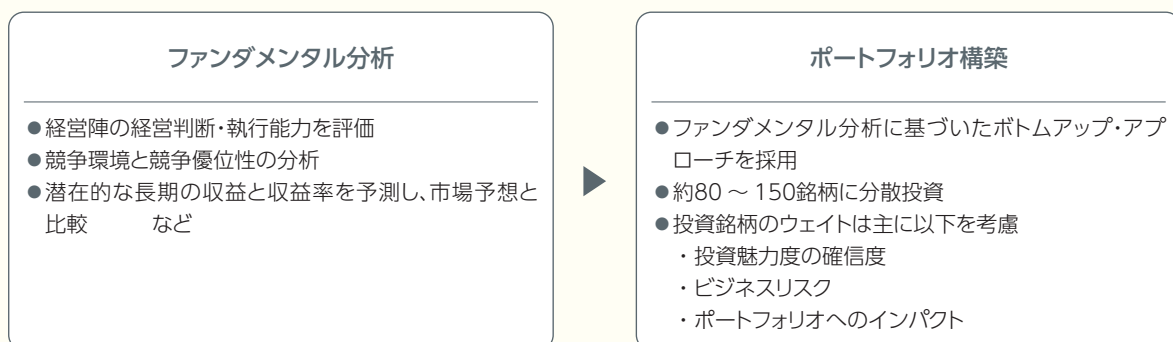 ファンダメンタル分析
●経営陣の経営判断・執行能力を評価
●競争環境と競争優位性の分析
●潜在的な長期の収益と収益率を予測し、市場予想と
比較　　　など
ポートフォリオ構築
●ファンダメンタル分析に基づいたボトムアップ・アプ
ローチを採用
●約80 ～ 150銘柄に分散投資
●投資銘柄のウェイトは主に以下を考慮
・投資魅力度の確信度
・ビジネスリスク
・ポートフォリオへのインパクト